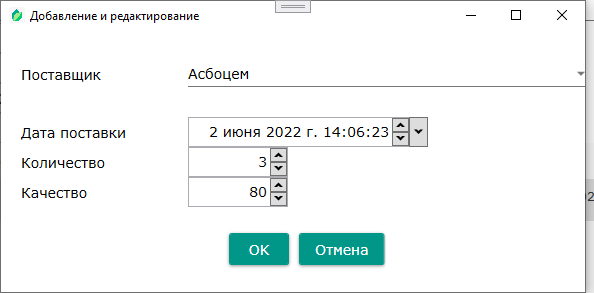 Добавление и редактирование
Поставщик Асбоцем
Дата поставки 2 июня 2022 г. 14:06:23
Количество 3
Качество 80
OK Отмена